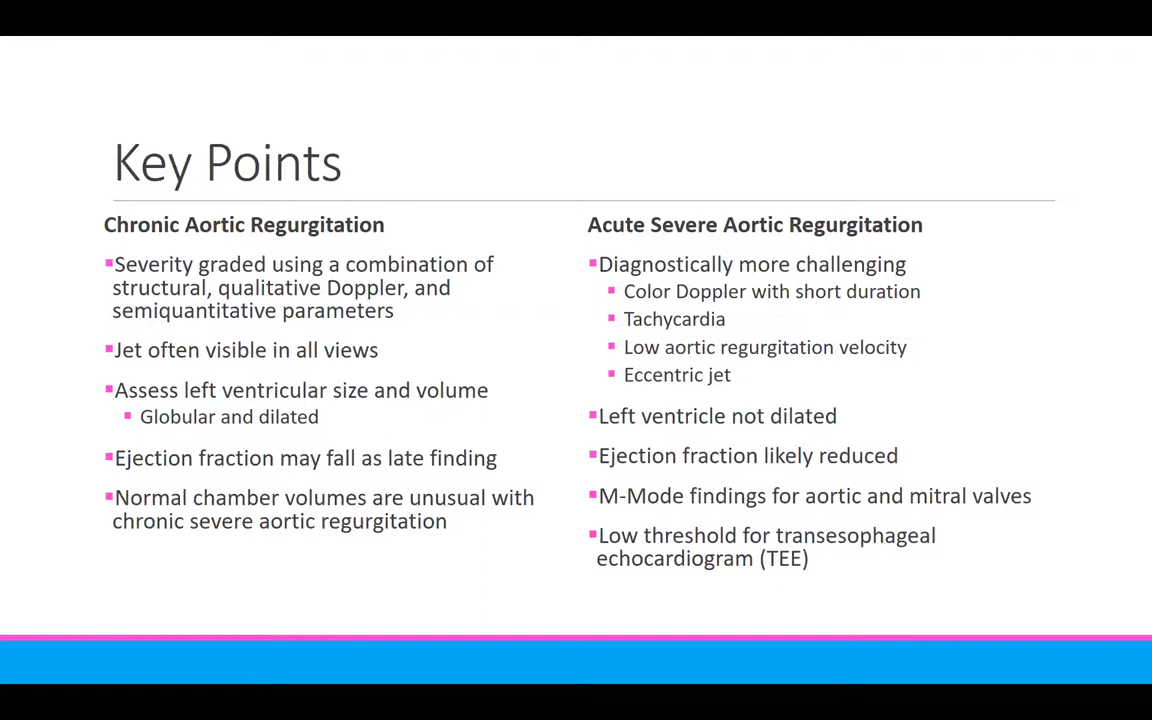 Key Points
Chronic Aortic Regurgitation
Severity graded using a combination of
structural, qualitative Doppler, and
semiquantitative parameters
Jet often visible in all views
Assess left ventricular size and volume
Globular and dilated
Ejection fraction may fall as late finding
Normal chamber volumes are unusual with
chronic severe aortic regurgitation
Acute Severe Aortic Regurgitation
Diagnostically more challenging
Color Doppler with short duration
Tachycardia
Low aortic regurgitation velocity
Eccentric jet
Left ventricle not dilated
Ejection fraction likely reduced
M-Mode findings for aortic and mitral valves
Low threshold for transesophageal
echocardiogram (TEE)